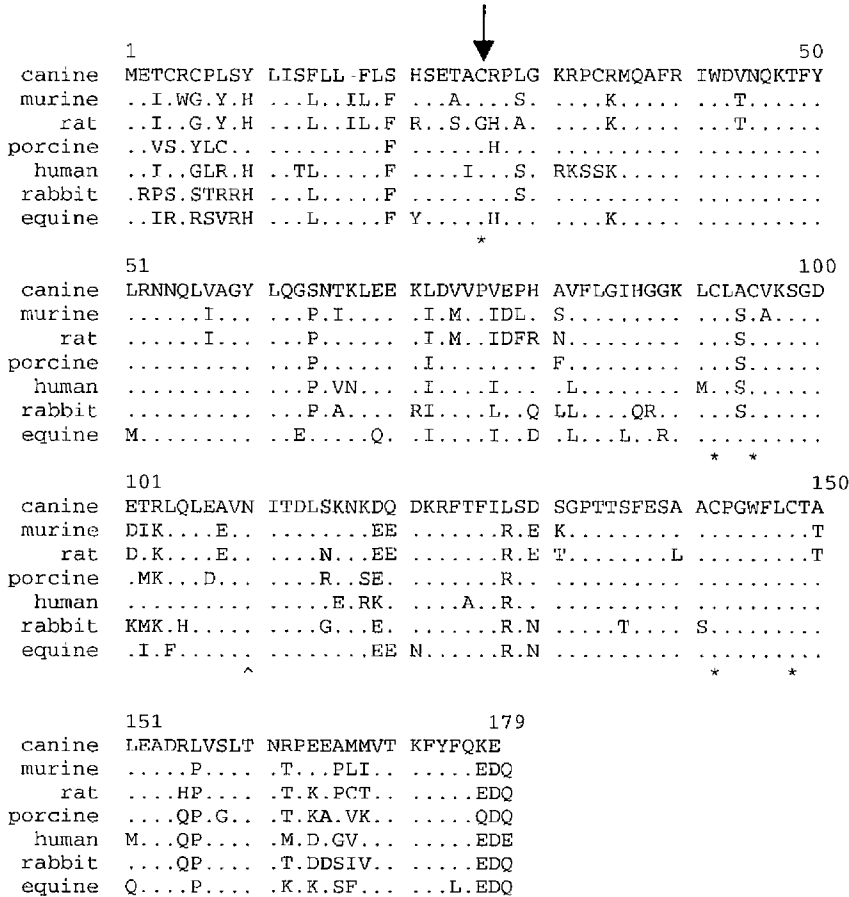 1 50
canine METCRCPLSY LISFLL-FLS HSETACRPLG KRPCRMQAFR IWDVNQKTFY
murine ..I.WG.Y.H ...L..IL.F ....A....S. ....K..... ...T......
rat ..I..G.Y.H ...L..IL.F R..S.GH.A. ....K..... ...T......
porcine ..VS.YLC.. .........F ......H... .......... ..........
human ..I..GLR.H ..TL.....F .....I..S. RKSSK..... ..........
rabbit .RPS.STRRH ...L.....F ........S. .......... ..........
equine ..IR.RSVRH ...L.....F Y.....H... ....K..... ..........
*
51 100
canine LRNNQLVAGY LQGSNTKLEE KLDVVPVEPH AVFLGIHGGK LCLACVKSGD
murine ......I... ....P.I... .I.M..IDL. S......... ...S.A....
rat ......I... ....P..... .I.M..IDFR N......... ...S......
porcine .......... ....P..... .I........ F......... ...S......
human .......... ....P.VN.. .I....I... .L........ M..S......
rabbit .......... ....P.A... RI....L..Q LL....QR.. ...S......
equine M......... ...E....Q. .I....I..D .L...L..R. ..........
* *
101 150
canine ETRLQLEAVN ITDLSKNKDQ DKRFTFILSD SGPTTSFESA ACPGWFLCTA
murine DIK....E.. ........EE .......R.E K......... .........T
rat D.K....E.. .....N..EE .......R.E T........L .........T
porcine .MK...D... .....R..SE. .......R.. .......... ..........
human .......... .....E.RK. ....A..R.. .......... ..........
rabbit KMK.H..... ....G...E. .......R.N ......T... S.........
equine .I.F...... ........EE N......R.N .......... ..........
^ * *
151 179
canine LEADRLVSLT NRPEEAMMVT KFYFQKE
murine .....P.... .T...PLI.. .....EDQ
rat ....HP.... .T.K.PCT.. .....EDQ
porcine ....QP.G.. .T.KA.VK.. .....QDQ
human M...QP.... .M.D.GV... .....EDE
rabbit ....QP.... .T.DDSIV.. .....EDQ
equine Q....P.... .K.K.SF... ...L.EDQ